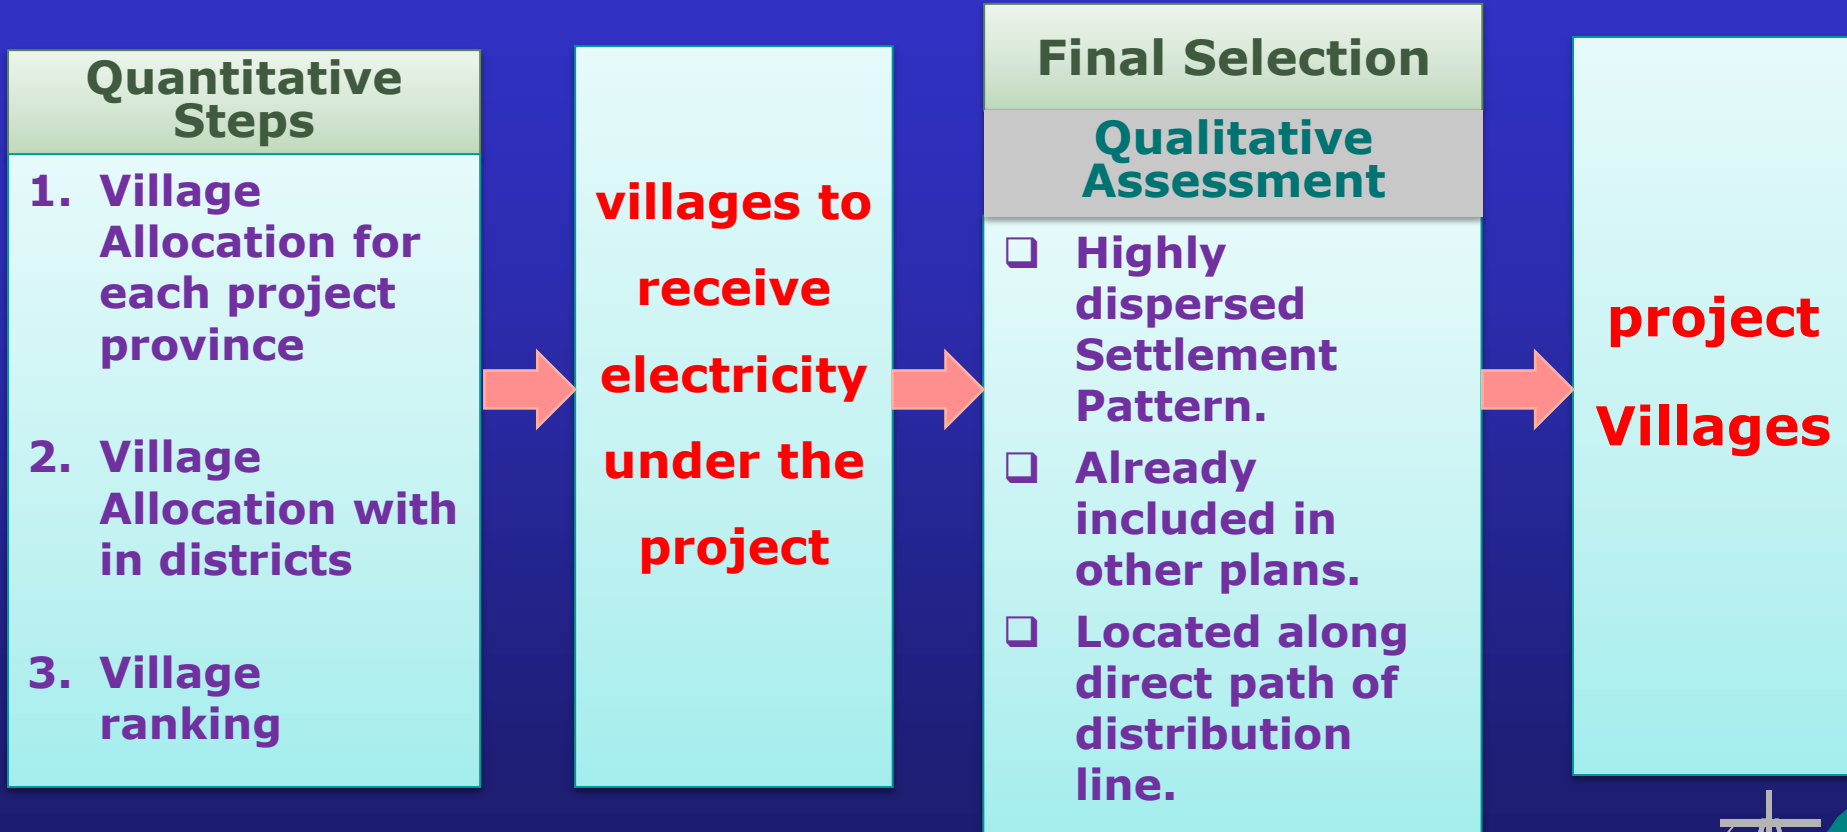 Quantitative
Steps
1. Village
Allocation for
each project
province
2. Village
Allocation with
in districts
3. Village
ranking
villages to
receive
electricity
under the
project
Final Selection
Qualitative
Assessment
❑ Highly
dispersed
Settlement
Pattern.
❑ Already
included in
other plans.
❑ Located along
direct path of
distribution
line.
project
Villages